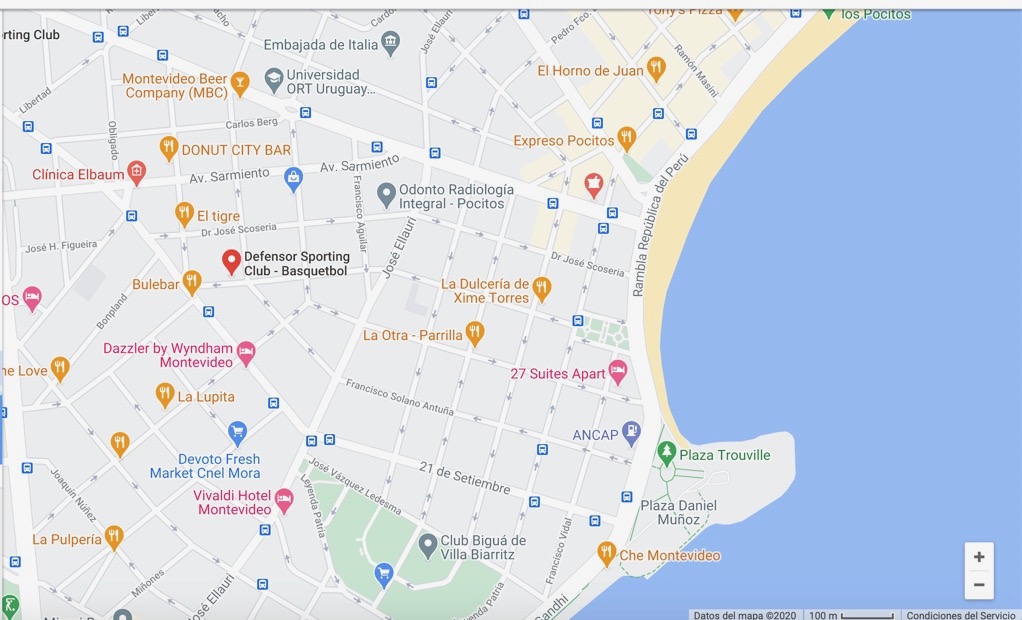 Libertad
Cardo
Tony's Pizza
los Pocitos
rting Club
Embajada de Italia
José Ellauri
Pedro Fco.
Ramón Masini
Universidad
ORT Uruguay...
El Horno de Juan
Montevideo Beer
Company (MBC)
Libertad
Obligado
Carlos Berg
Expreso Pocitos
DONUT CITY BAR
Clínica Elbaum
Av. Sarmiento
Av. Sarmiento
Odonto Radiología
Integral - Pocitos
Francisco Aguilar
El tigre
Dr José Scosería
José H. Figueira
José Ellauri
Rambla República del Perú
Defensor Sporting
Club - Basquetbol
Dr José Scosería
Bulebar
La Dulcería de
Xime Torres
OS
Bonpland
La Otra - Parrilla
Dazzler by Wyndham
Montevideo
27 Suites Apart
ne Love
La Lupita
Francisco Solano Antuña
ANCAP
Devoto Fresh
Market Cnel Mora
Plaza Trouville
21 de Setiembre
José Vázquez Ledesma
Joaquín Núñez
Leyenda Patria
Vivaldi Hotel
Montevideo
Plaza Daniel
Muñoz
La Pulpería
Club Biguá de
Villa Biarritz
Francisco Vidal
Che Montevideo
+
−
Miñones
José Ellauri
Leyenda Patria
Gandhi
Datos del mapa ©2020
100 m
Condiciones del Servicio